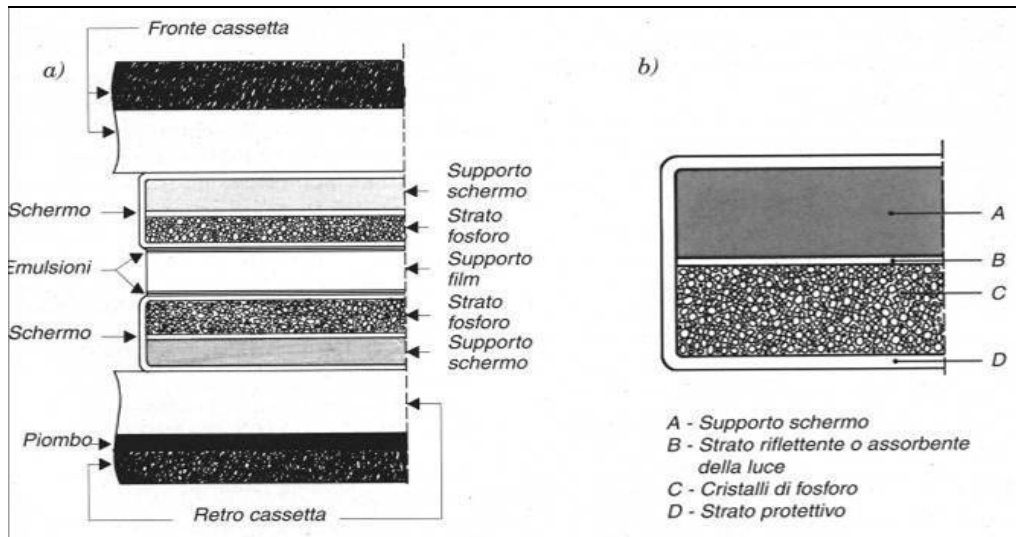 Fronte cassetta
a)
b)
Supporto
schermo
Schermo
Strato
fosforo
Emulsioni
Supporto
film
Strato
fosforo
Schermo
Supporto
schermo
Piombo
Retro cassetta
A
B
C
D
A - Supporto schermo
B - Strato riflettente o assorbente
della luce
C - Cristalli di fosforo
D - Strato protettivo